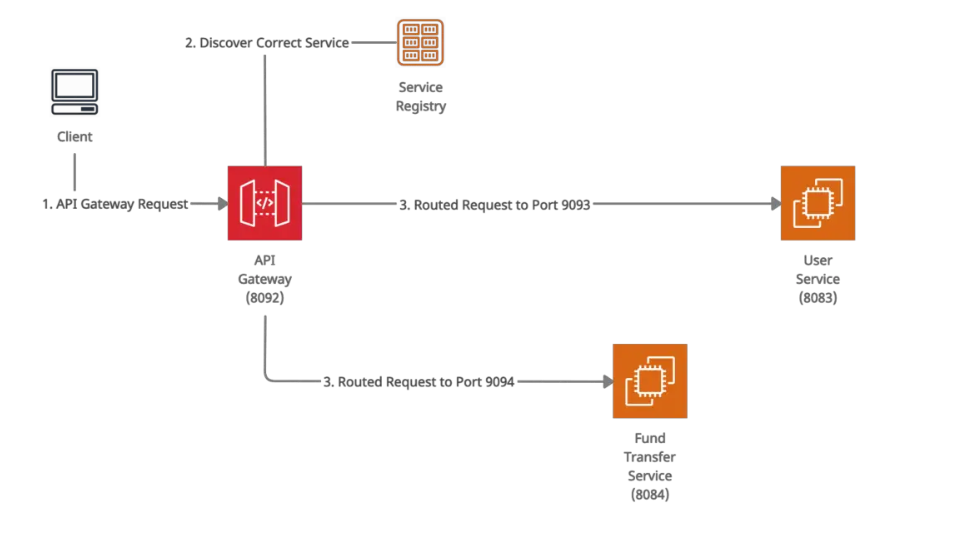 2. Discover Correct Service
Service
Registry
Client
1. API Gateway Request
3. Routed Request to Port 9093
API
Gateway
(8092)
User
Service
(8083)
3. Routed Request to Port 9094
Fund
Transfer
Service
(8084)